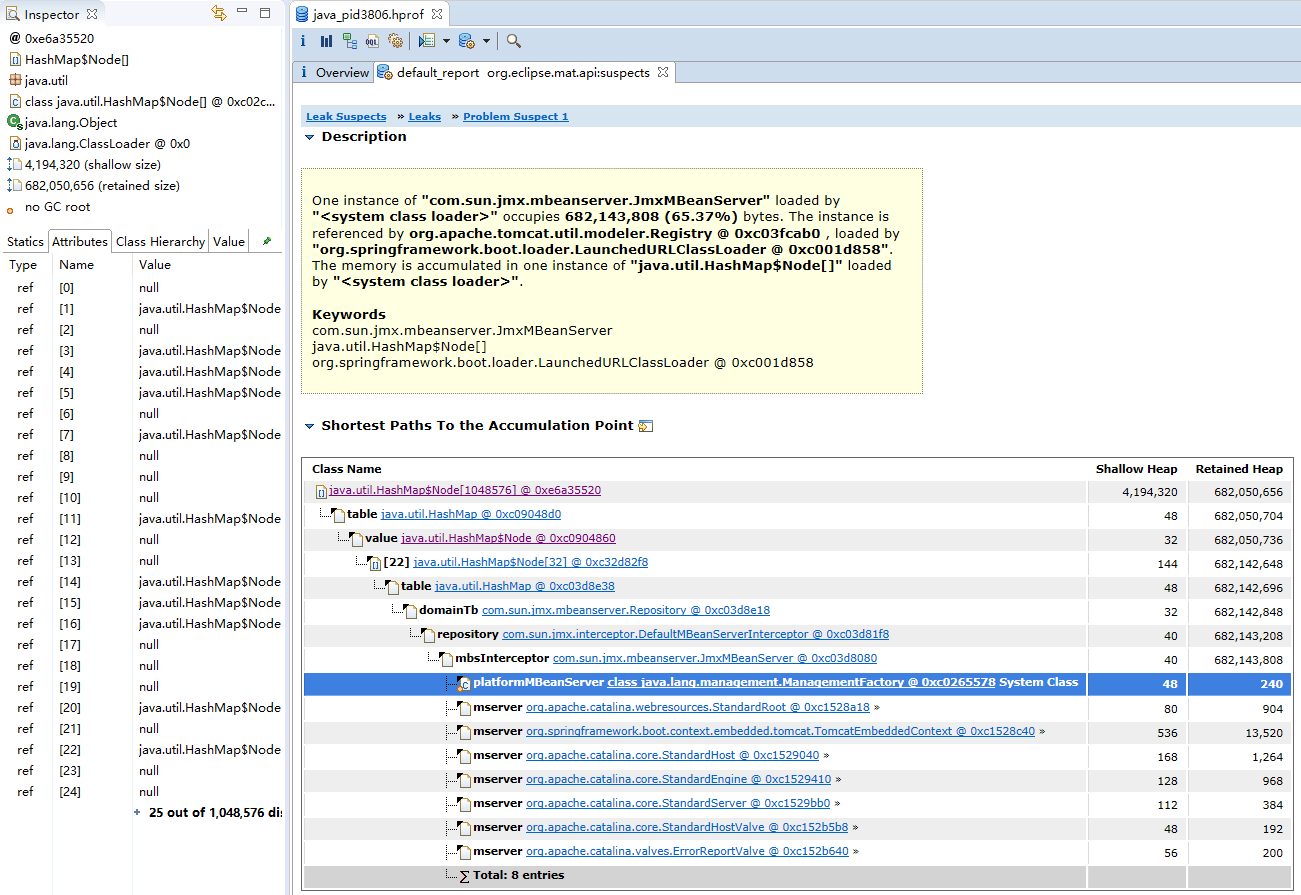 Inspector
0xe6a35520
HashMap$Node[]
java.util
class java.util.HashMap$Node[] @ 0xc02c...
java.lang.Object
java.lang.ClassLoader @ 0x0
4,194,320 (shallow size)
682,050,656 (retained size)
no GC root
Statics Attributes Class Hierarchy Value
Type Name Value
ref [0] null
ref [1] java.util.HashMap$Node
ref [2] null
ref [3] java.util.HashMap$Node
ref [4] java.util.HashMap$Node
ref [5] java.util.HashMap$Node
ref [6] null
ref [7] java.util.HashMap$Node
ref [8] null
ref [9] null
ref [10] null
ref [11] java.util.HashMap$Node
ref [12] null
ref [13] null
ref [14] java.util.HashMap$Node
ref [15] java.util.HashMap$Node
ref [16] java.util.HashMap$Node
ref [17] null
ref [18] null
ref [19] null
ref [20] java.util.HashMap$Node
ref [21] null
ref [22] java.util.HashMap$Node
ref [23] null
ref [24] null
+ 25 out of 1,048,576 di
java_pid3806.hprof
i OQL
i Overview default_report org.eclipse.mat.api:suspects
Leak Suspects » Leaks » Problem Suspect 1
Description
One instance of "com.sun.jmx.mbeanserver.JmxMBeanServer" loaded by
"<system class loader>" occupies 682,143,808 (65.37%) bytes. The instance is
referenced by org.apache.tomcat.util.modeler.Registry @ 0xc03fcab0 , loaded by
"org.springframework.boot.loader.LaunchedURLClassLoader @ 0xc001d858".
The memory is accumulated in one instance of "java.util.HashMap$Node[]" loaded
by "<system class loader>".
Keywords
com.sun.jmx.mbeanserver.JmxMBeanServer
java.util.HashMap$Node[]
org.springframework.boot.loader.LaunchedURLClassLoader @ 0xc001d858
Shortest Paths To the Accumulation Point
Class Name Shallow Heap Retained Heap
java.util.HashMap$Node[1048576] @ 0xe6a35520 4,194,320 682,050,656
table java.util.HashMap @ 0xc09048d0 48 682,050,704
value java.util.HashMap$Node @ 0xc0904860 32 682,050,736
[22] java.util.HashMap$Node[32] @ 0xc32d82f8 144 682,142,648
table java.util.HashMap @ 0xc03d8e38 48 682,142,696
domainTb com.sun.jmx.mbeanserver.Repository @ 0xc03d8e18 32 682,142,848
repository com.sun.jmx.interceptor.DefaultMBeanServerInterceptor @ 0xc03d81f8 40 682,143,208
mbsInterceptor com.sun.jmx.mbeanserver.JmxMBeanServer @ 0xc03d8080 40 682,143,808
platformMBeanServer class java.lang.management.ManagementFactory @ 0xc0265578 System Class 48 240
mserver org.apache.catalina.webresources.StandardRoot @ 0xc1528a18 » 80 904
mserver org.springframework.boot.context.embedded.tomcat.TomcatEmbeddedContext @ 0xc1528c40 » 536 13,520
mserver org.apache.catalina.core.StandardHost @ 0xc1529040 » 168 1,264
mserver org.apache.catalina.core.StandardEngine @ 0xc1529410 » 128 968
mserver org.apache.catalina.core.StandardServer @ 0xc1529bb0 » 112 384
mserver org.apache.catalina.core.StandardHostValve @ 0xc152b5b8 » 48 192
mserver org.apache.catalina.valves.ErrorReportValve @ 0xc152b640 » 56 200
Σ Total: 8 entries